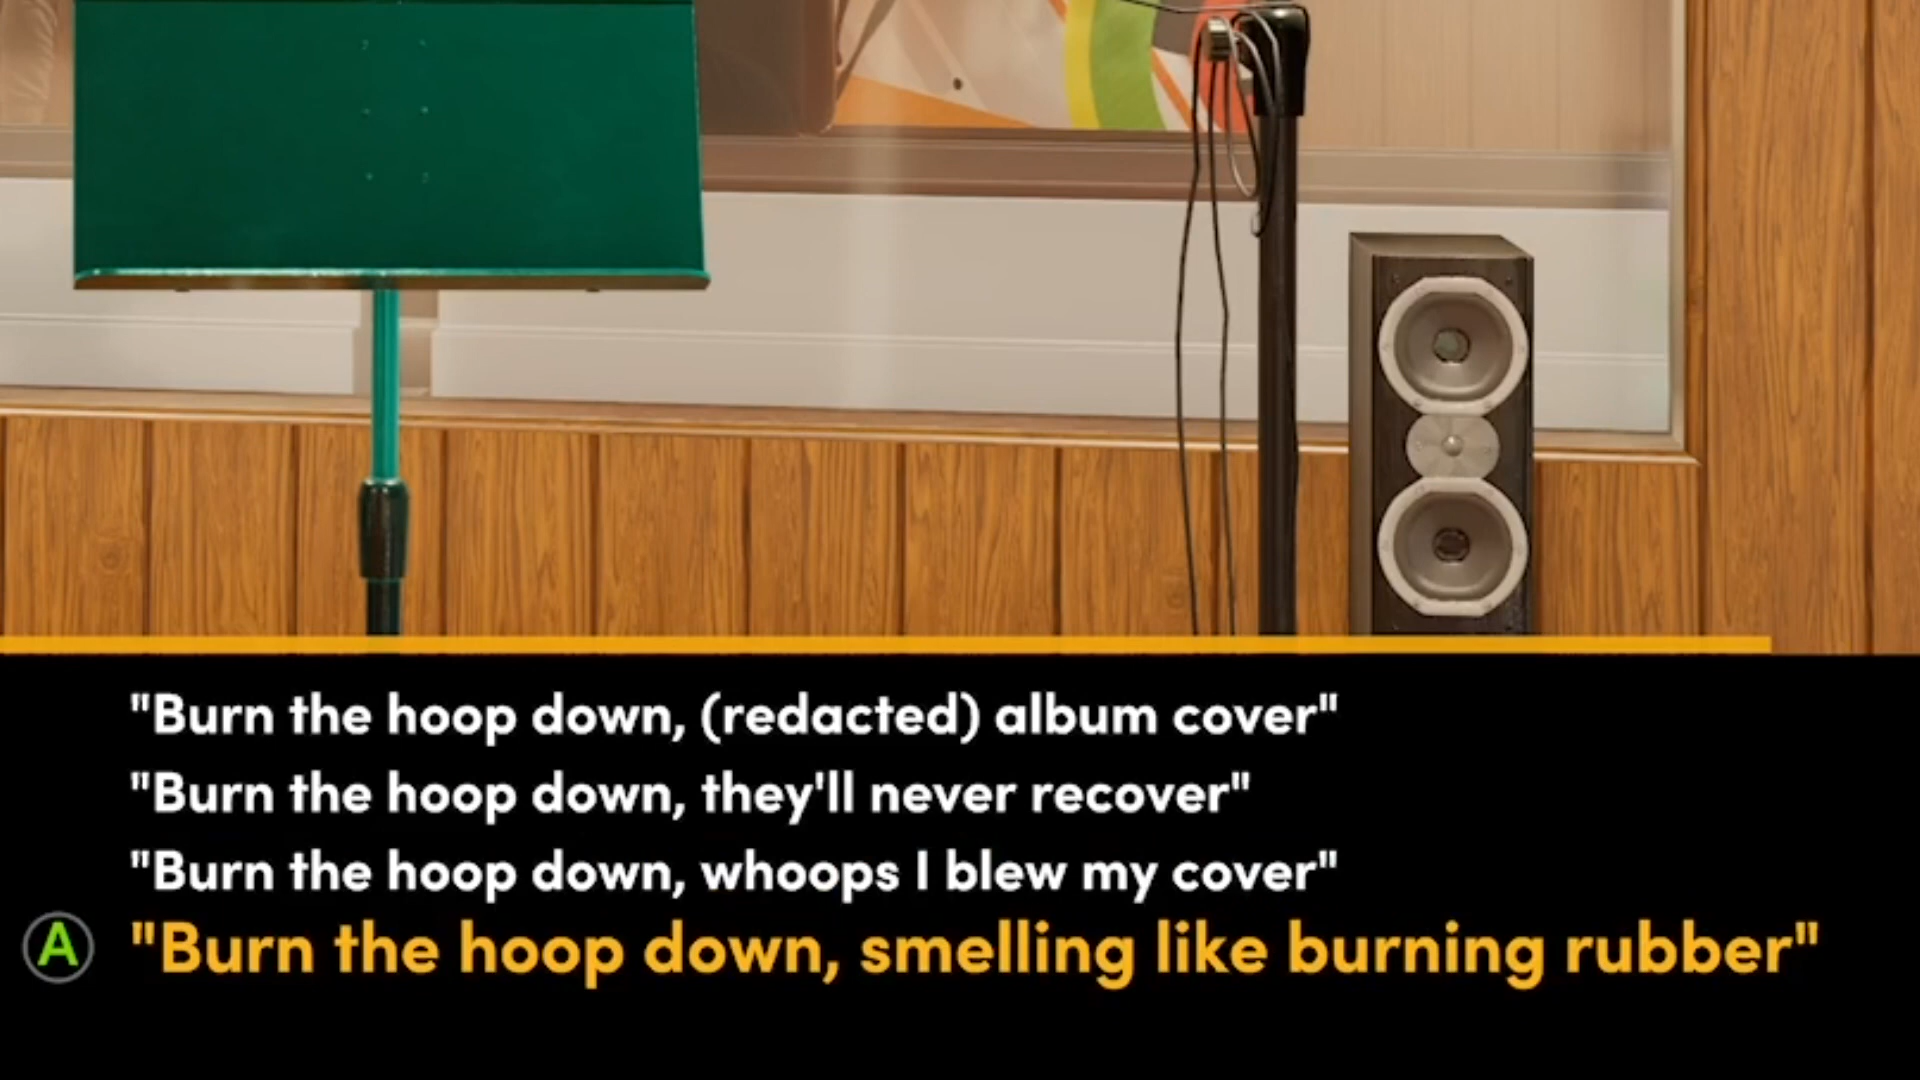 "Burn the hoop down, (redacted) album cover"
"Burn the hoop down, they'll never recover"
"Burn the hoop down, whoops I blew my cover"
A "Burn the hoop down, smelling like burning rubber"